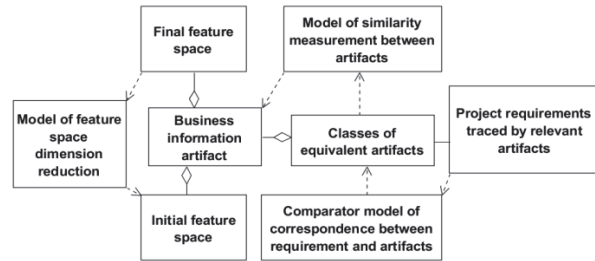 Final feature
space
Model of similarity
measurement between
artifacts
Model of feature
space
dimension
reduction
Business
information
artifact
Classes of
equivalent artifacts
Project requirements
traced by relevant
artifacts
Initial feature
space
Comparator model of
correspondence between
requirement and artifacts